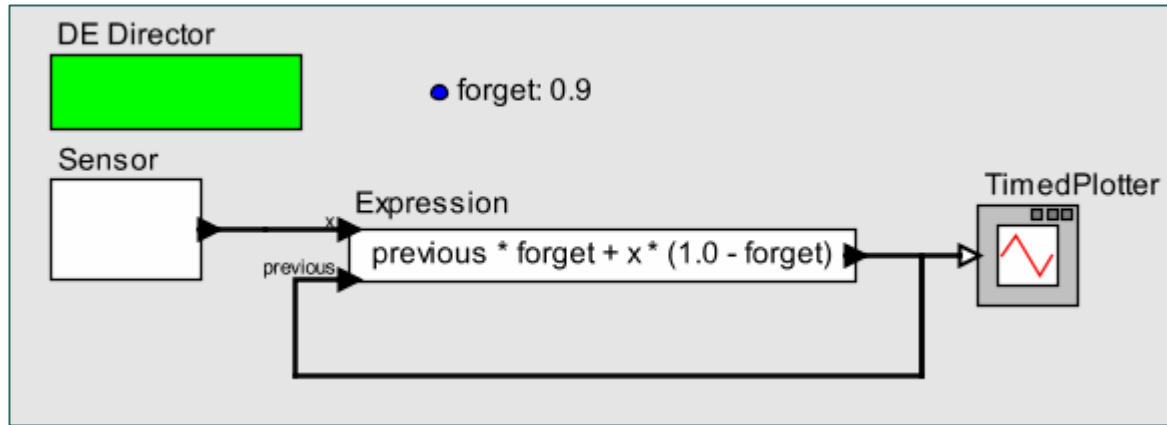 DE Director
forget: 0.9
Sensor
TimedPlotter
Expression
x
previous * forget + x * (1.0 - forget)
previous